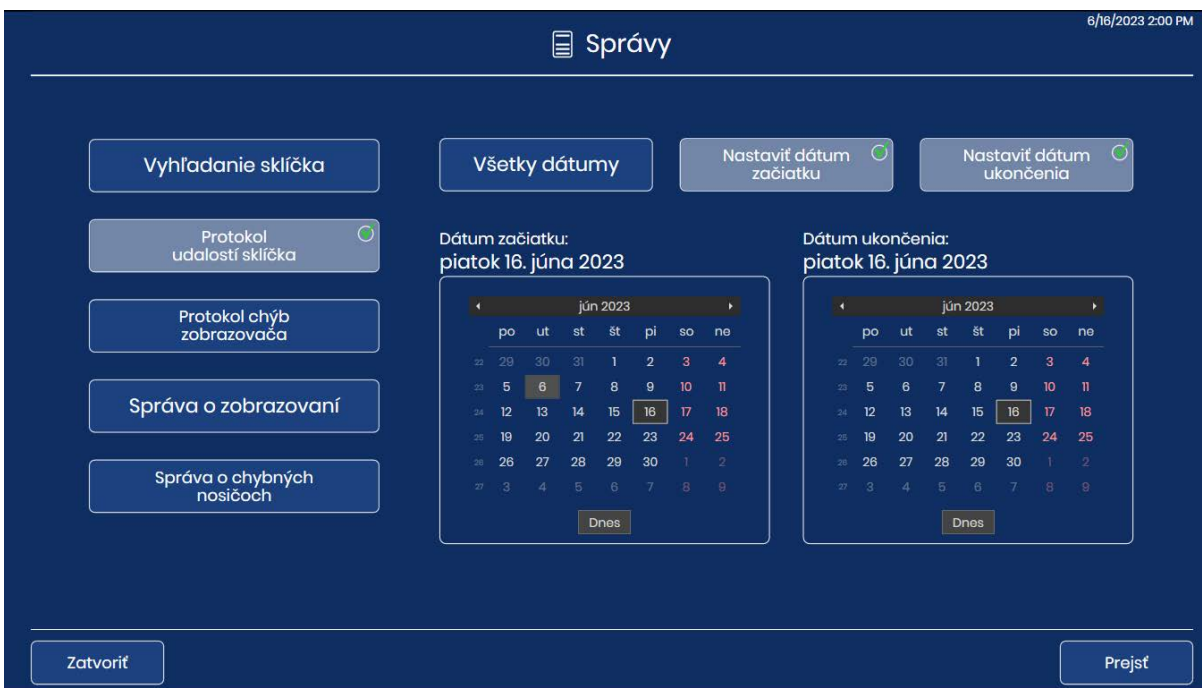 6/16/2023 2:00 PM
Správy
Vyhľadanie sklíčka
Protokol
udalostí sklíčka
Protokol chýb
zobrazovača
Správa o zobrazovaní
Správa o chybných
nosičoch
Všetky dátumy
Nastaviť dátum
začiatku
Nastaviť dátum
ukončenia
Dátum začiatku:
piatok 16. júna 2023
jún 2023
po ut st št pi so ne
22 29 30 31 1 2 3 4
23 5 6 7 8 9 10 11
24 12 13 14 15 16 17 18
25 19 20 21 22 23 24 25
26 26 27 28 29 30 1 2
27 3 4 5 6 7 8 9
Dnes
Dátum ukončenia:
piatok 16. júna 2023
jún 2023
po ut st št pi so ne
22 29 30 31 1 2 3 4
23 5 6 7 8 9 10 11
24 12 13 14 15 16 17 18
25 19 20 21 22 23 24 25
26 26 27 28 29 30 1 2
27 3 4 5 6 7 8 9
Dnes
Zatvoriť
Prejsť